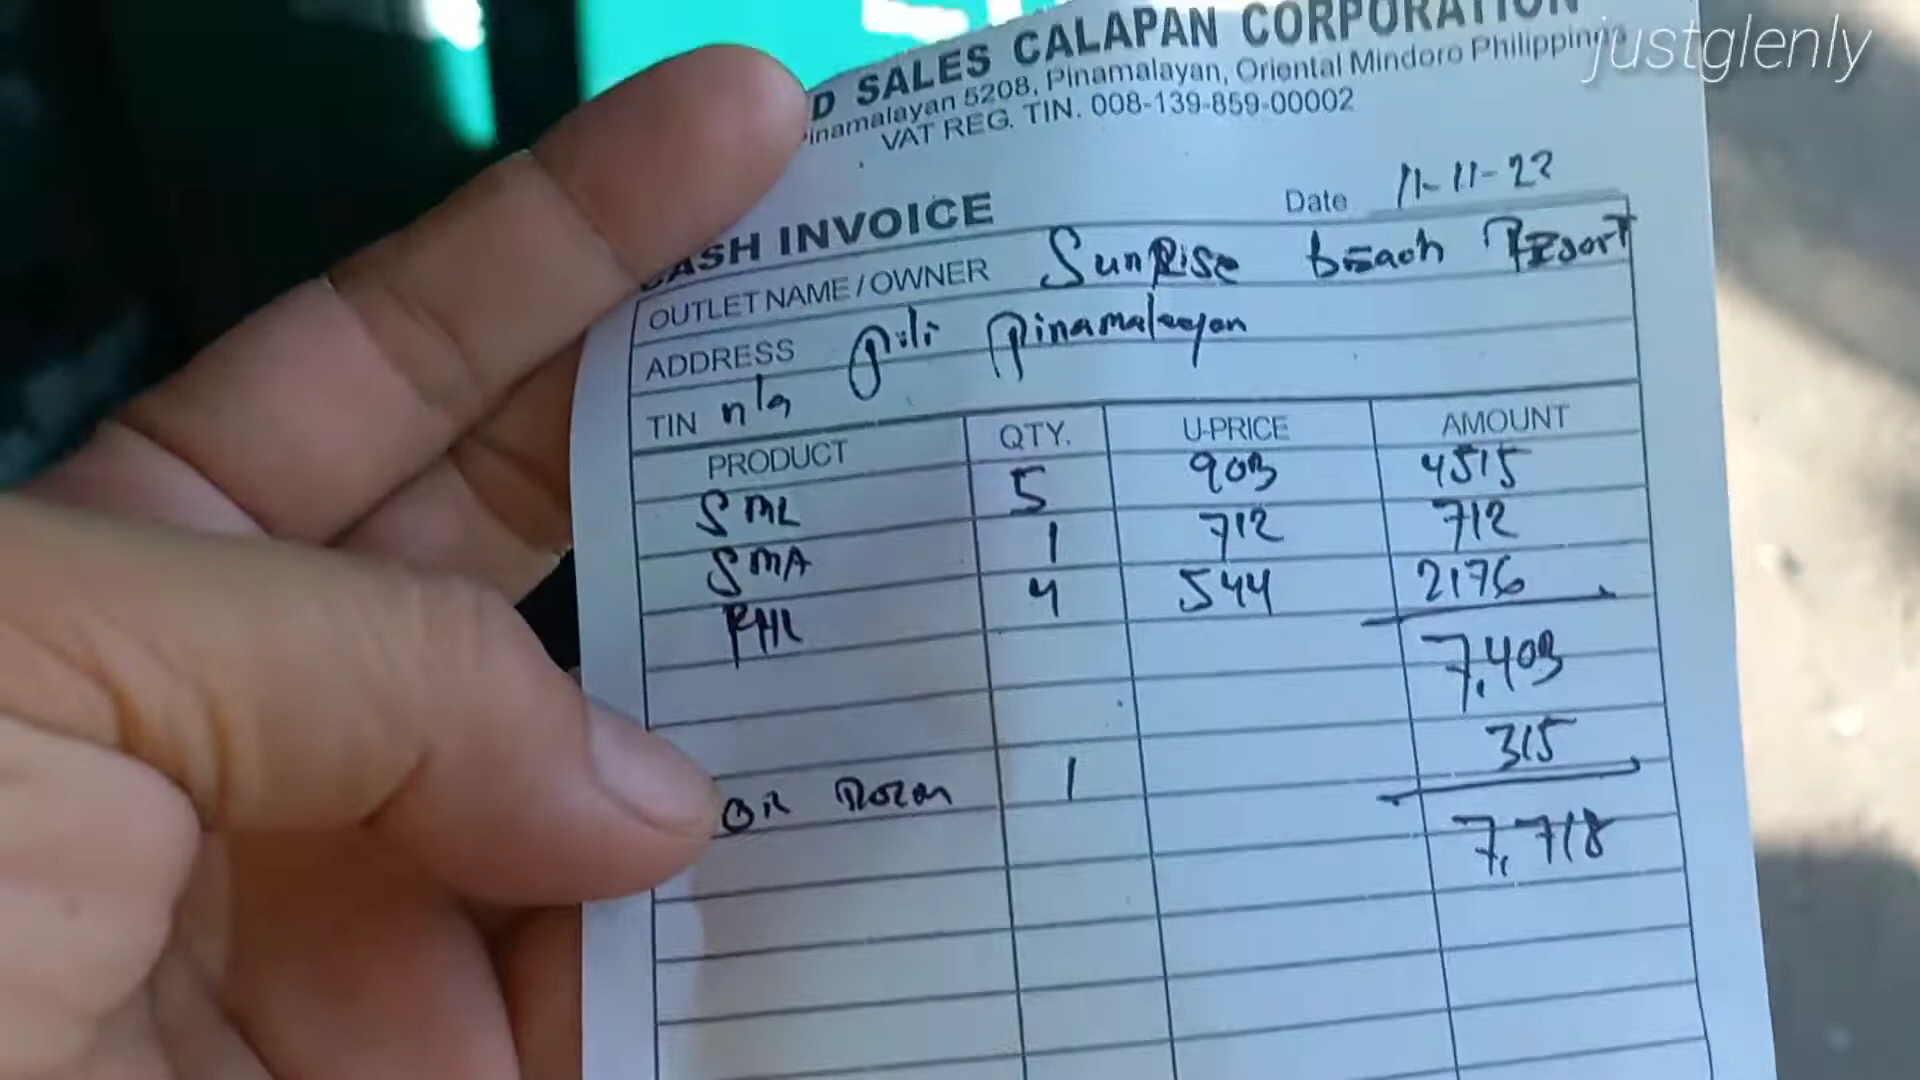 justglenly
D SALES CALAPAN CORPORATION
Pinamalayan 5208, Pinamalayan, Oriental Mindoro Philippines
VAT REG. TIN. 008-139-859-00002
CASH INVOICE Date 11-11-22
OUTLET NAME / OWNER SunRise beach Resort
ADDRESS pili pinamalayan
TIN n/a
PRODUCT QTY. U-PRICE AMOUNT
SML 5 903 4515
SMA 1 712 712
RHL 4 544 2176
7,403
1 315
7,718